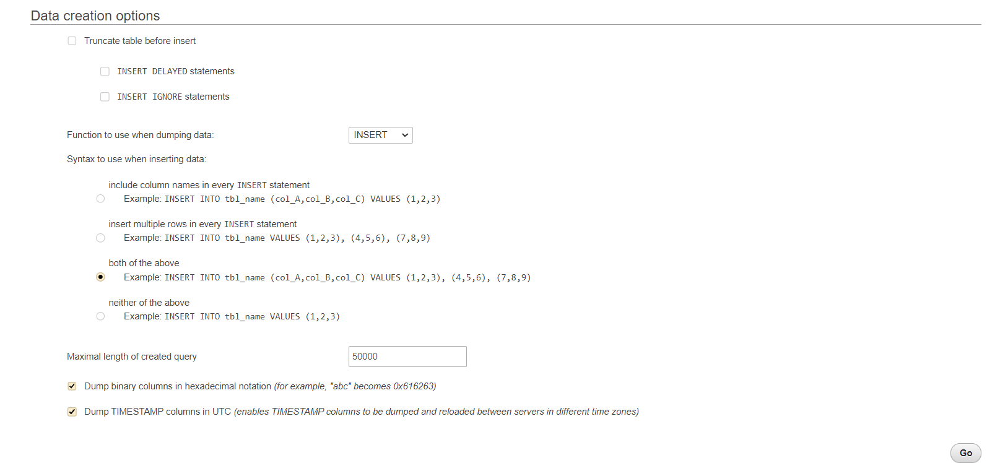 Data creation options
Truncate table before insert
INSERT DELAYED statements
INSERT IGNORE statements
Function to use when dumping data: INSERT
Syntax to use when inserting data:
include column names in every INSERT statement
Example: INSERT INTO tbl_name (col_A,col_B,col_C) VALUES (1,2,3)
insert multiple rows in every INSERT statement
Example: INSERT INTO tbl_name VALUES (1,2,3), (4,5,6), (7,8,9)
both of the above
Example: INSERT INTO tbl_name (col_A,col_B,col_C) VALUES (1,2,3), (4,5,6), (7,8,9)
neither of the above
Example: INSERT INTO tbl_name VALUES (1,2,3)
Maximal length of created query 50000
Dump binary columns in hexadecimal notation (for example, "abc" becomes 0x616263)
Dump TIMESTAMP columns in UTC (enables TIMESTAMP columns to be dumped and reloaded between servers in different time zones)
Go